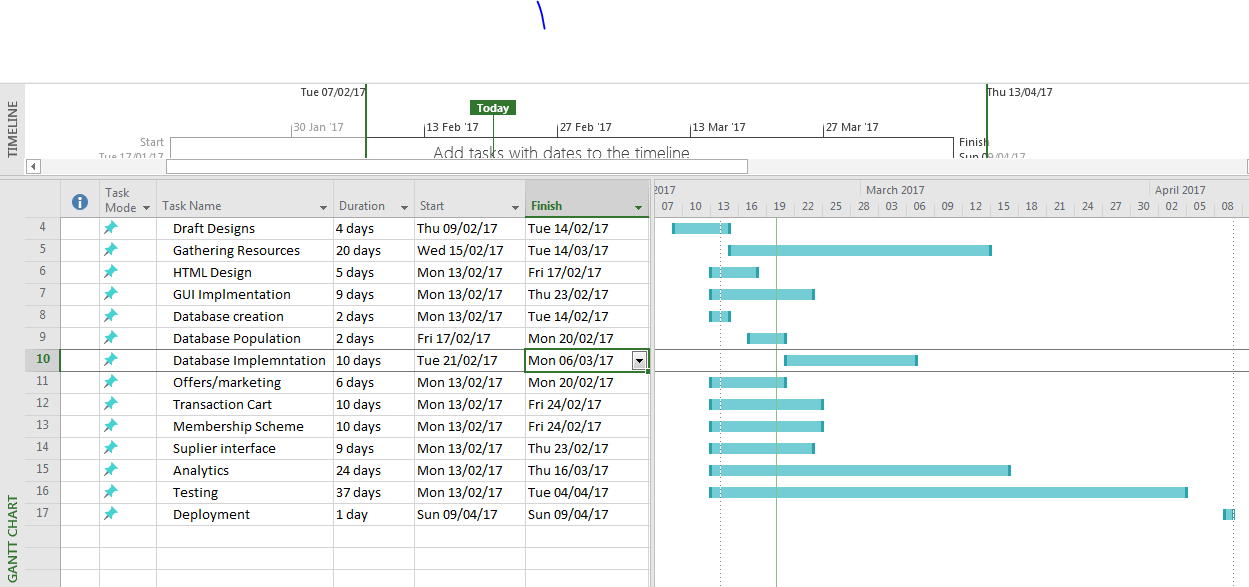 Tue 07/02/17 Thu 13/04/17
Today
30 Jan '17 13 Feb '17 27 Feb '17 13 Mar '17 27 Mar '17
Start Finish
Tue 17/01/17 Add tasks with dates to the timeline Sun 09/04/17
TIMELINE
Task Mode Task Name Duration Start Finish
2017 March 2017 April 2017
07 10 13 16 19 22 25 28 03 06 09 12 15 18 21 24 27 30 02 05 08
4 Draft Designs 4 days Thu 09/02/17 Tue 14/02/17
5 Gathering Resources 20 days Wed 15/02/17 Tue 14/03/17
6 HTML Design 5 days Mon 13/02/17 Fri 17/02/17
7 GUI Implmentation 9 days Mon 13/02/17 Thu 23/02/17
8 Database creation 2 days Mon 13/02/17 Tue 14/02/17
9 Database Population 2 days Fri 17/02/17 Mon 20/02/17
10 Database Implemntation 10 days Tue 21/02/17 Mon 06/03/17
11 Offers/marketing 6 days Mon 13/02/17 Mon 20/02/17
12 Transaction Cart 10 days Mon 13/02/17 Fri 24/02/17
13 Membership Scheme 10 days Mon 13/02/17 Fri 24/02/17
14 Suplier interface 9 days Mon 13/02/17 Thu 23/02/17
15 Analytics 24 days Mon 13/02/17 Thu 16/03/17
16 Testing 37 days Mon 13/02/17 Tue 04/04/17
17 Deployment 1 day Sun 09/04/17 Sun 09/04/17
GANTT CHART